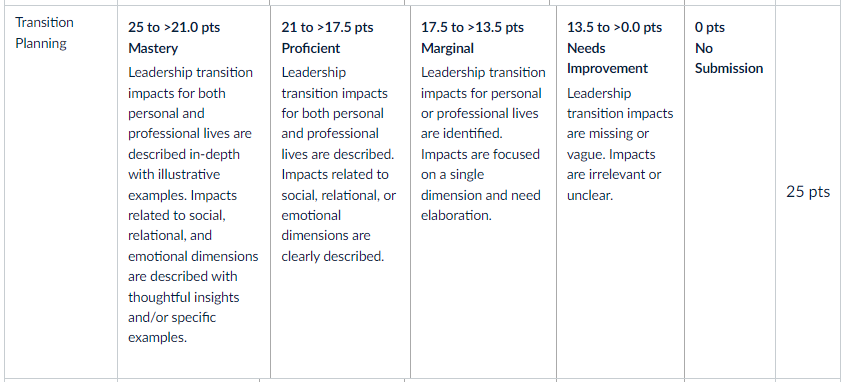 Transition
Planning
25 to >21.0 pts
Mastery
Leadership transition
impacts for both
personal and
professional lives are
described in-depth
with illustrative
examples. Impacts
related to social,
relational, and
emotional dimensions
are described with
thoughtful insights
and/or specific
examples.
21 to >17.5 pts
Proficient
Leadership
transition impacts
for both personal
and professional
lives are described.
Impacts related to
social, relational, or
emotional
dimensions are
clearly described.
17.5 to >13.5 pts
Marginal
Leadership transition
impacts for personal
or professional lives
are identified.
Impacts are focused
on a single
dimension and need
elaboration.
13.5 to >0.0 pts
Needs
Improvement
Leadership
transition impacts
are missing or
vague. Impacts
are irrelevant or
unclear.
0 pts
No
Submission
25 pts